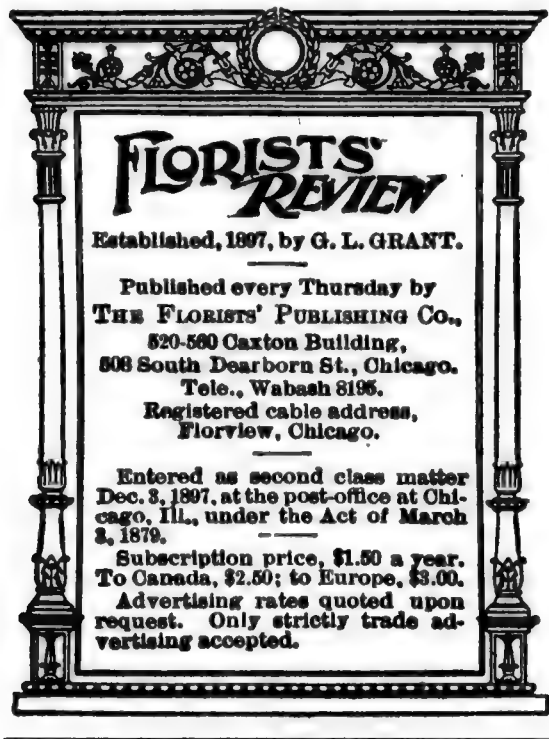 FLORISTS'
REVIEW
Established, 1897, by G. L. GRANT.
Published every Thursday by
THE FLORISTS' PUBLISHING CO.,
520-560 Caxton Building,
508 South Dearborn St., Chicago.
Tele., Wabash 8195.
Registered cable address,
Florview, Chicago.
Entered as second class matter
Dec. 3, 1897, at the post-office at Chi-
cago, Ill., under the Act of March
3, 1879.
Subscription price, $1.50 a year.
To Canada, $2.50; to Europe, $3.00.
Advertising rates quoted upon
request. Only strictly trade ad-
vertising accepted.